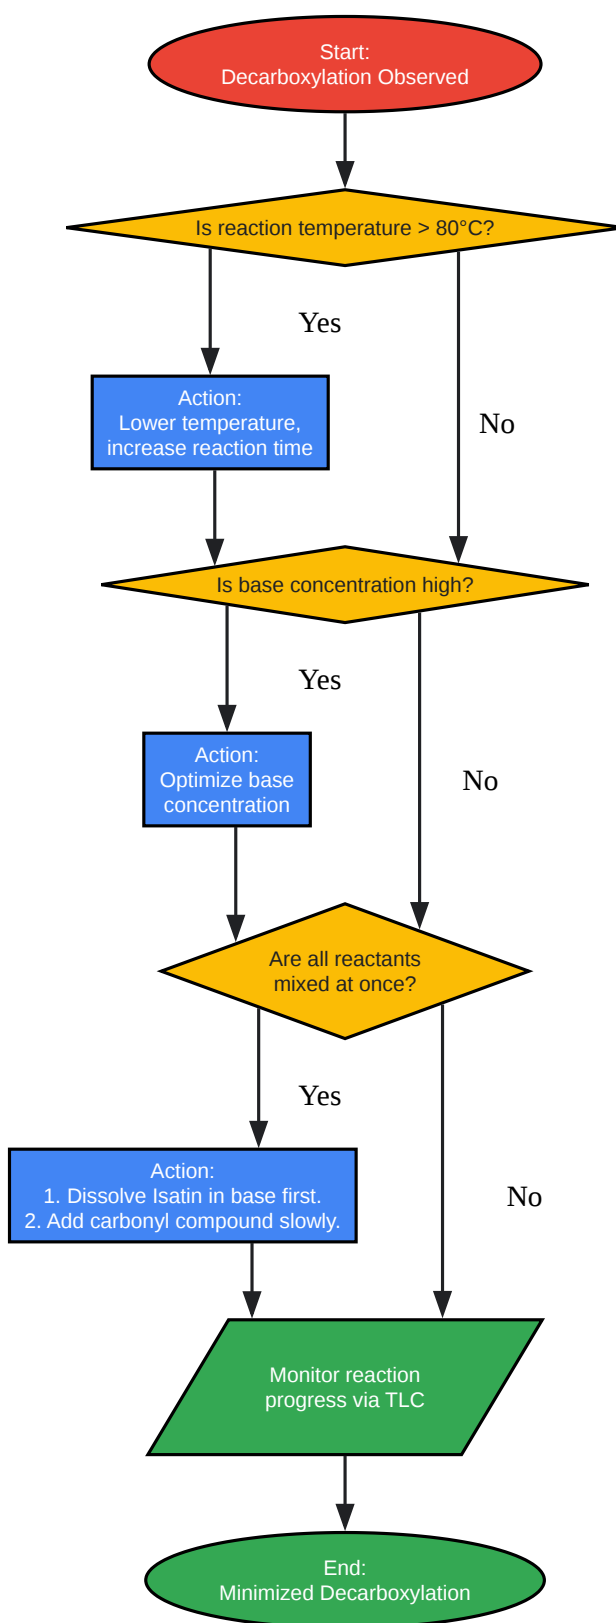 Start:
Decarboxylation Observed
Is reaction temperature > 80°C?
Yes
Action:
Lower temperature,
increase reaction time
No
Is base concentration high?
Yes
Action:
Optimize base
concentration
No
Are all reactants
mixed at once?
Yes
Action:
1. Dissolve Isatin in base first.
2. Add carbonyl compound slowly.
No
Monitor reaction
progress via TLC
End:
Minimized Decarboxylation